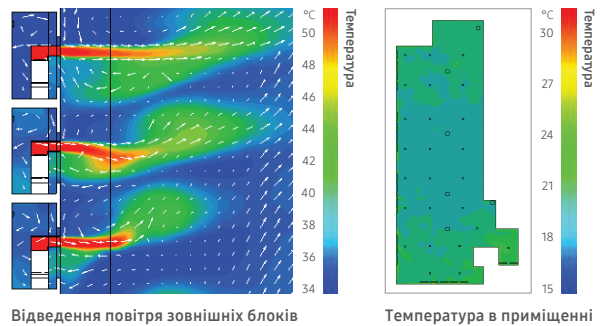 °C
50
48
46
44
42
40
38
36
34
Температура
°C
30
27
24
21
18
15
Температура
Відведення повітря зовнішніх блоків
Температура в приміщенні